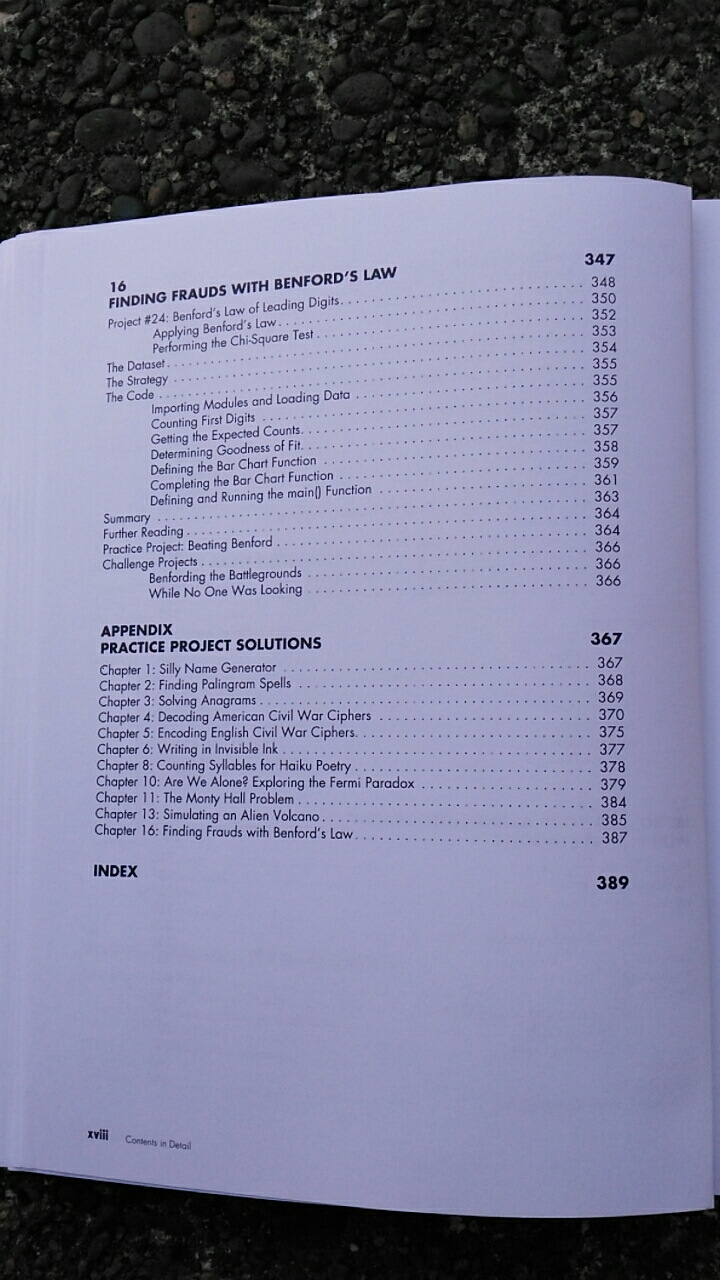 16
FINDING FRAUDS WITH BENFORD'S LAW 347
Project #24: Benford's Law of Leading Digits 348
Applying Benford's Law 350
Performing the Chi-Square Test 352
The Dataset 353
The Strategy 354
The Code 355
Importing Modules and Loading Data 355
Counting First Digits 356
Getting the Expected Counts 357
Determining Goodness of Fit 357
Defining the Bar Chart Function 358
Completing the Bar Chart Function 359
Defining and Running the main() Function 361
Summary 363
Further Reading 364
Practice Project: Beating Benford 364
Challenge Projects 366
Benfording the Battlegrounds 366
While No One Was Looking 366
APPENDIX
PRACTICE PROJECT SOLUTIONS 367
Chapter 1: Silly Name Generator 367
Chapter 2: Finding Palingram Spells 368
Chapter 3: Solving Anagrams 369
Chapter 4: Decoding American Civil War Ciphers 370
Chapter 5: Encoding English Civil War Ciphers 375
Chapter 6: Writing in Invisible Ink 377
Chapter 8: Counting Syllables for Haiku Poetry 378
Chapter 10: Are We Alone? Exploring the Fermi Paradox 379
Chapter 11: The Monty Hall Problem 384
Chapter 13: Simulating an Alien Volcano 385
Chapter 16: Finding Frauds with Benford's Law 387
INDEX 389
xviii Contents in Detail